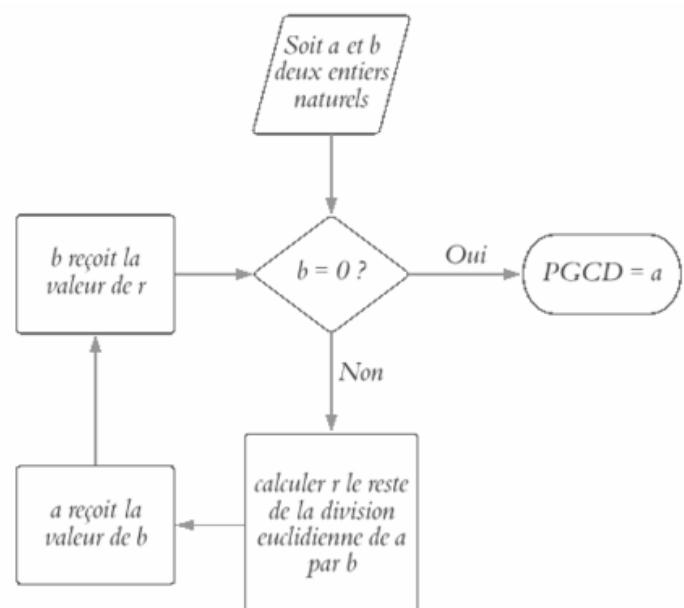 Soit a et b
deux entiers
naturels
b = 0 ?
Oui
PGCD = a
Non
calculer r le reste
de la division
euclidienne de a
par b
a reçoit la
valeur de b
b reçoit la
valeur de r